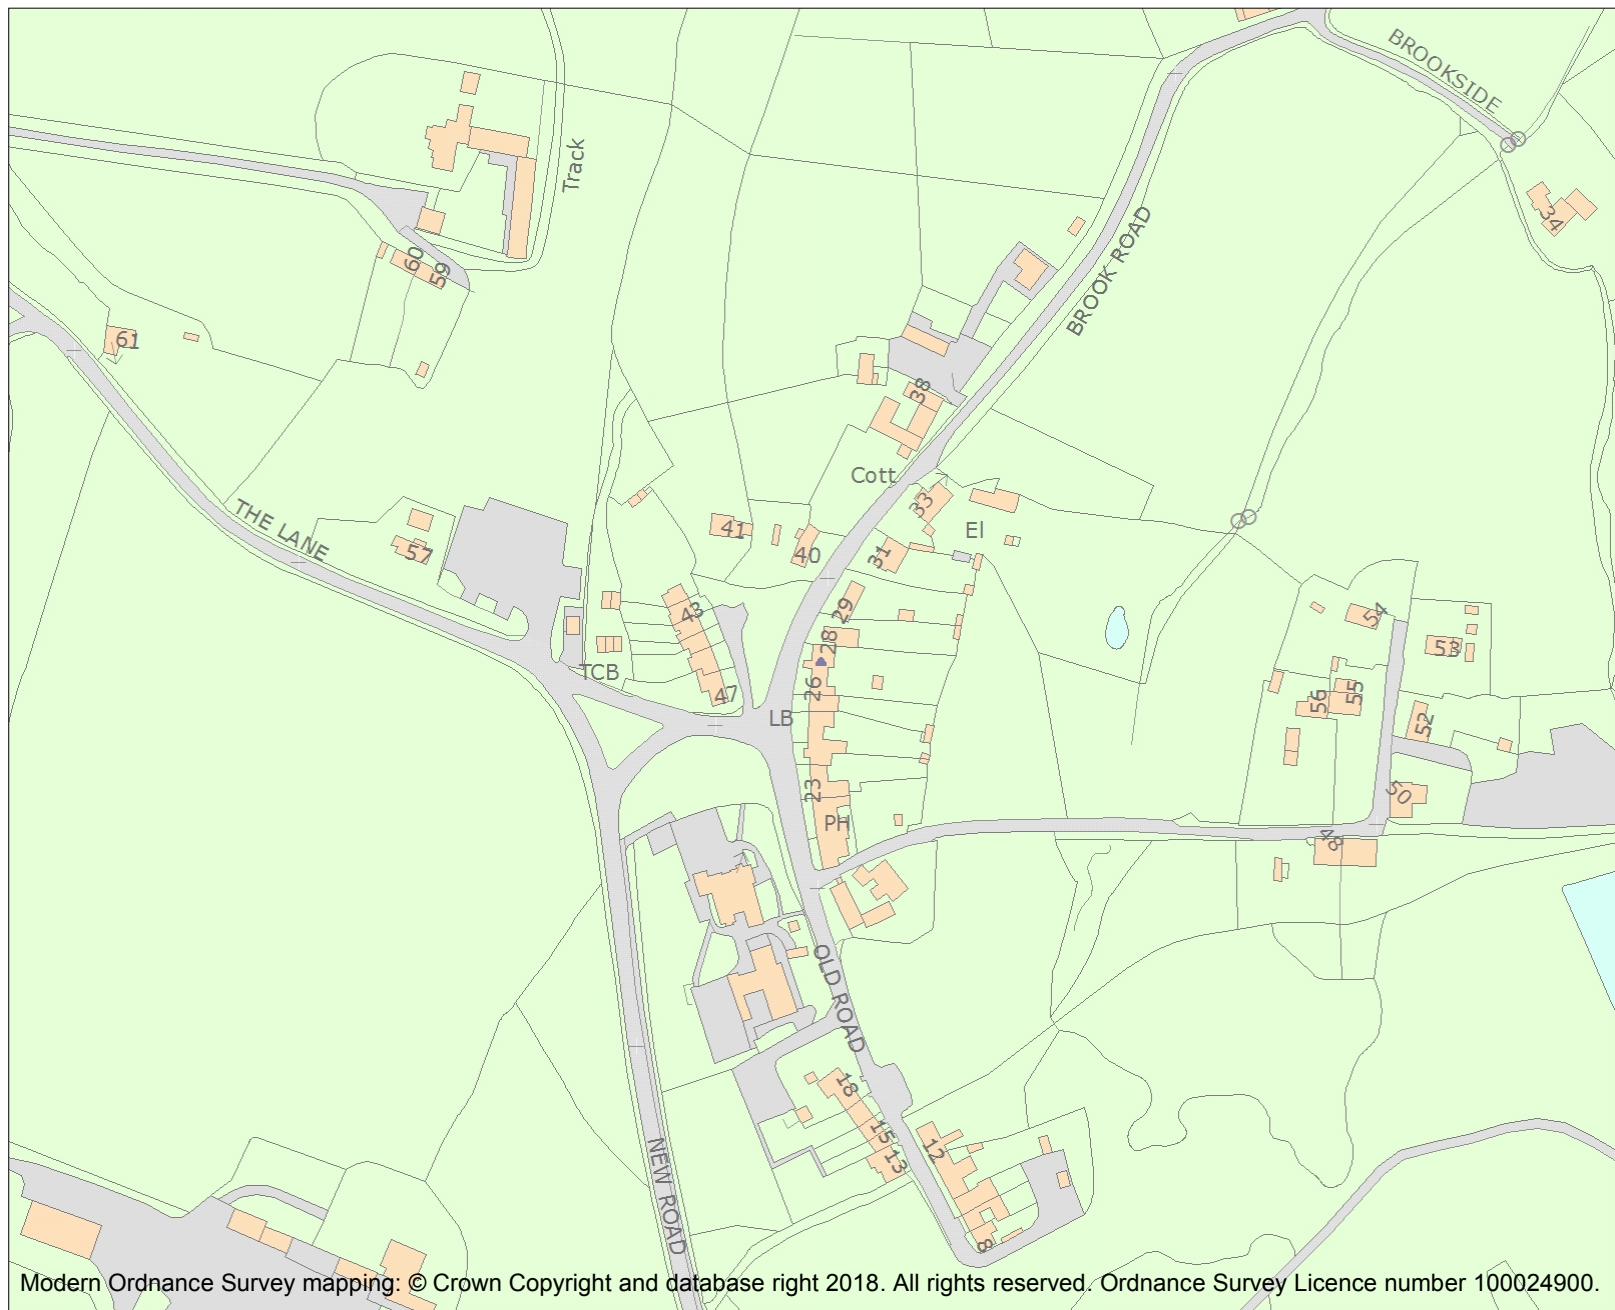 BROOKSIDE
Track
34
60
59
BROOK ROAD
61
38
Cott
THE LANE
33
41
El
40
57
31
43
29
54
28
53
TCB
26
47
56
55
LB
52
23
50
PH
48
OLD ROAD
18
15
12
13
NEW ROAD
8
Modern Ordnance Survey mapping: © Crown Copyright and database right 2018. All rights reserved. Ordnance Survey Licence number 100024900.